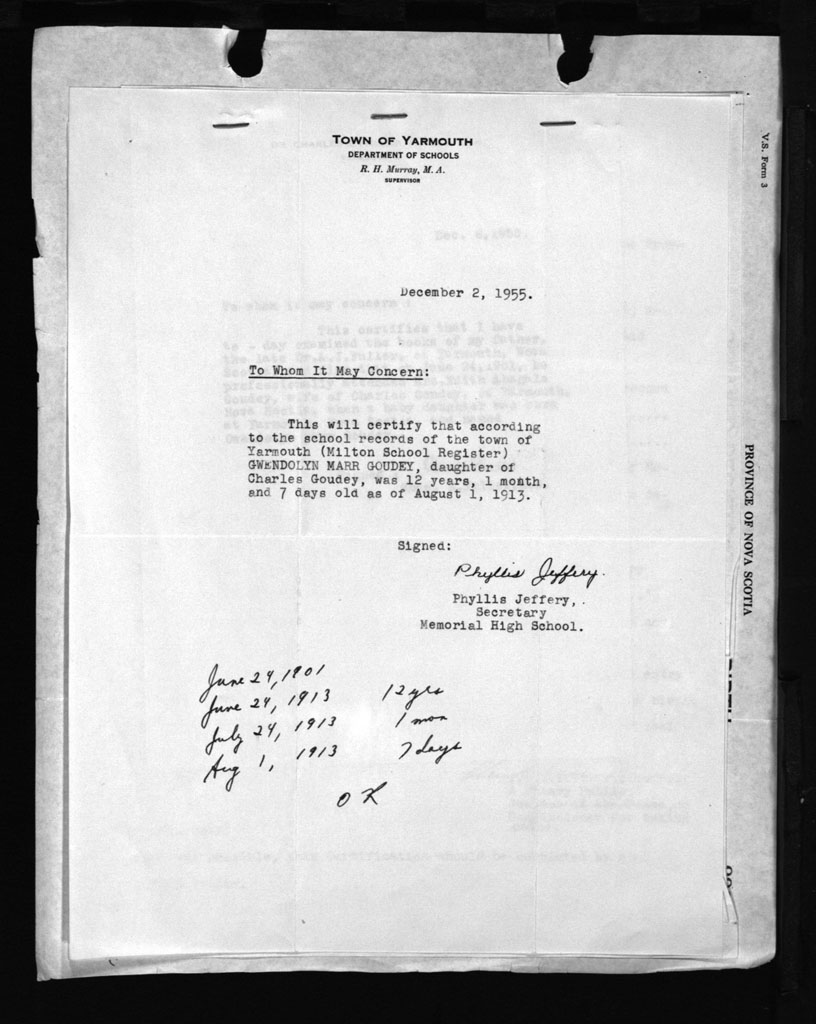 TOWN OF YARMOUTH
DEPARTMENT OF SCHOOLS
R. H. Murray, M. A.
SUPERVISOR
V.S. Form 3
December 2, 1955.
To Whom It May Concern:
This will certify that according
to the school records of the town of
Yarmouth (Milton School Register)
GWENDOLYN MARR GOUDEY, daughter of
Charles Goudey, was 12 years, 1 month,
and 7 days old as of August 1, 1913.
PROVINCE OF NOVA SCOTIA
Signed:
Phyllis Jeffery.
Phyllis Jeffery,.
Secretary
Memorial High School.
June 24, 1901
June 24, 1913 12 yrs
July 24, 1913 1 mon
Aug 1, 1913 7 days
OK